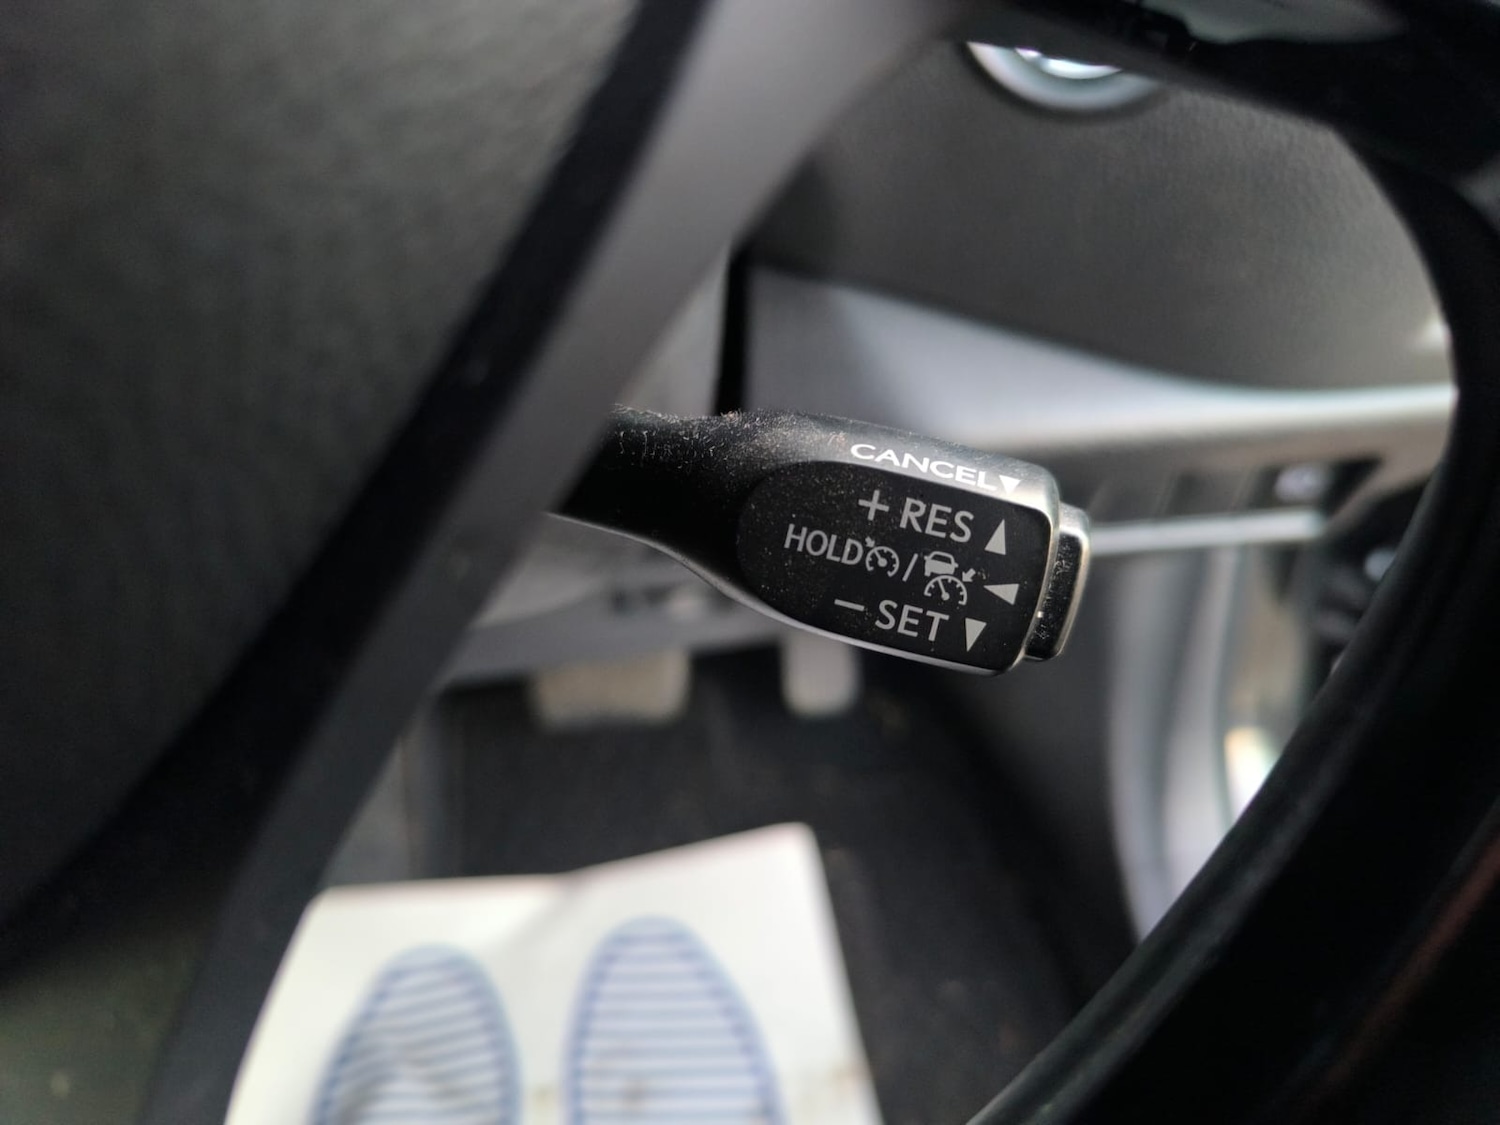 CANCEL▼
+ RES ▲
HOLD / ◀
− SET ▼